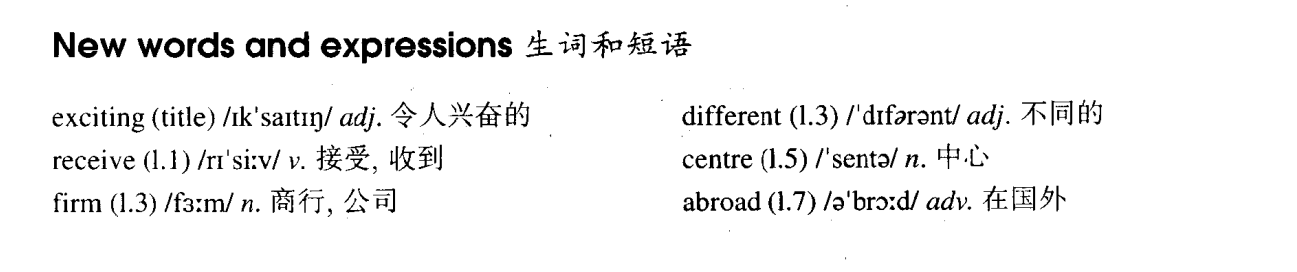 New words and expressions 生词和短语
exciting (title) /ɪk'saɪtɪŋ/ adj. 令人兴奋的
receive (l.1) /rɪ'siːv/ v. 接受, 收到
firm (l.3) /fɜːm/ n. 商行, 公司
different (l.3) /'dɪfərənt/ adj. 不同的
centre (l.5) /'sentə/ n. 中心
abroad (l.7) /ə'brɔːd/ adv. 在国外